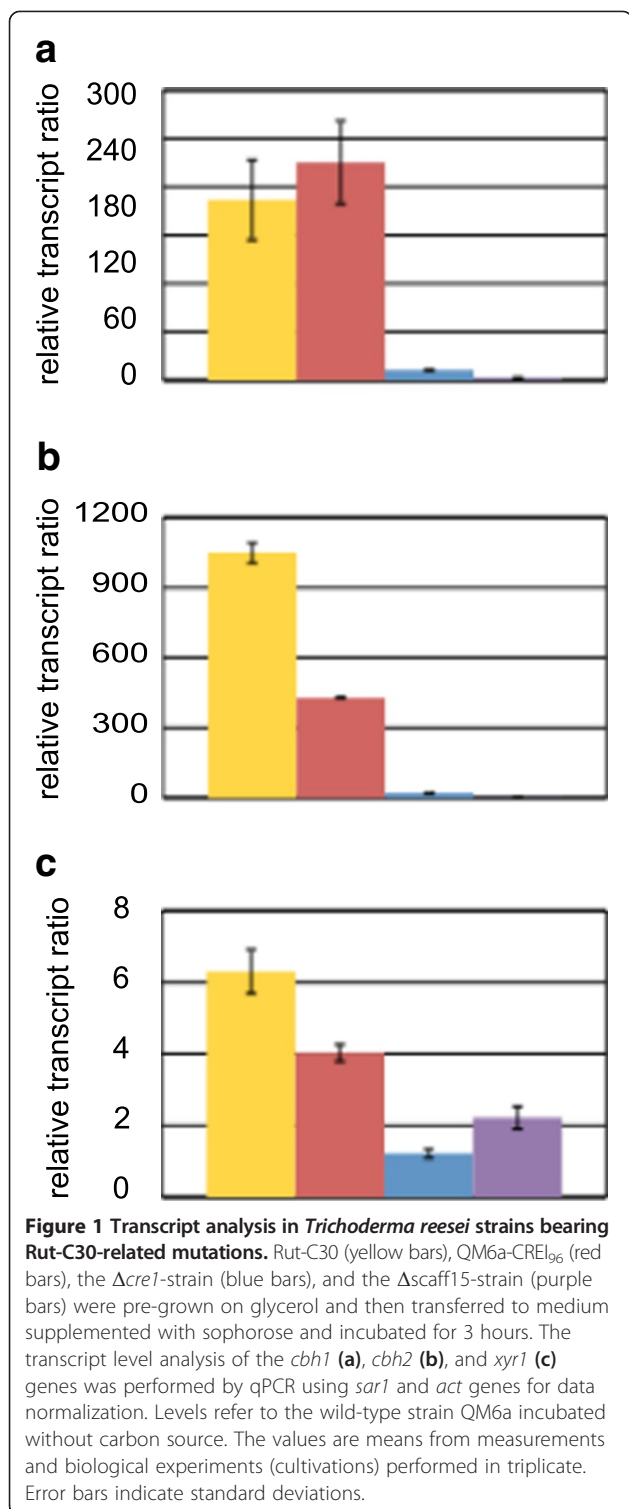 a
relative transcript ratio
300
240
180
120
60
0
b
relative transcript ratio
1200
900
600
300
0
c
relative transcript ratio
8
6
4
2
0
Figure 1 Transcript analysis in Trichoderma reesei strains bearing
Rut-C30-related mutations. Rut-C30 (yellow bars), QM6a-CREI96 (red
bars), the Δcre1-strain (blue bars), and the Δscaff15-strain (purple
bars) were pre-grown on glycerol and then transferred to medium
supplemented with sophorose and incubated for 3 hours. The
transcript level analysis of the cbh1 (a), cbh2 (b), and xyr1 (c)
genes was performed by qPCR using sar1 and act genes for data
normalization. Levels refer to the wild-type strain QM6a incubated
without carbon source. The values are means from measurements
and biological experiments (cultivations) performed in triplicate.
Error bars indicate standard deviations.